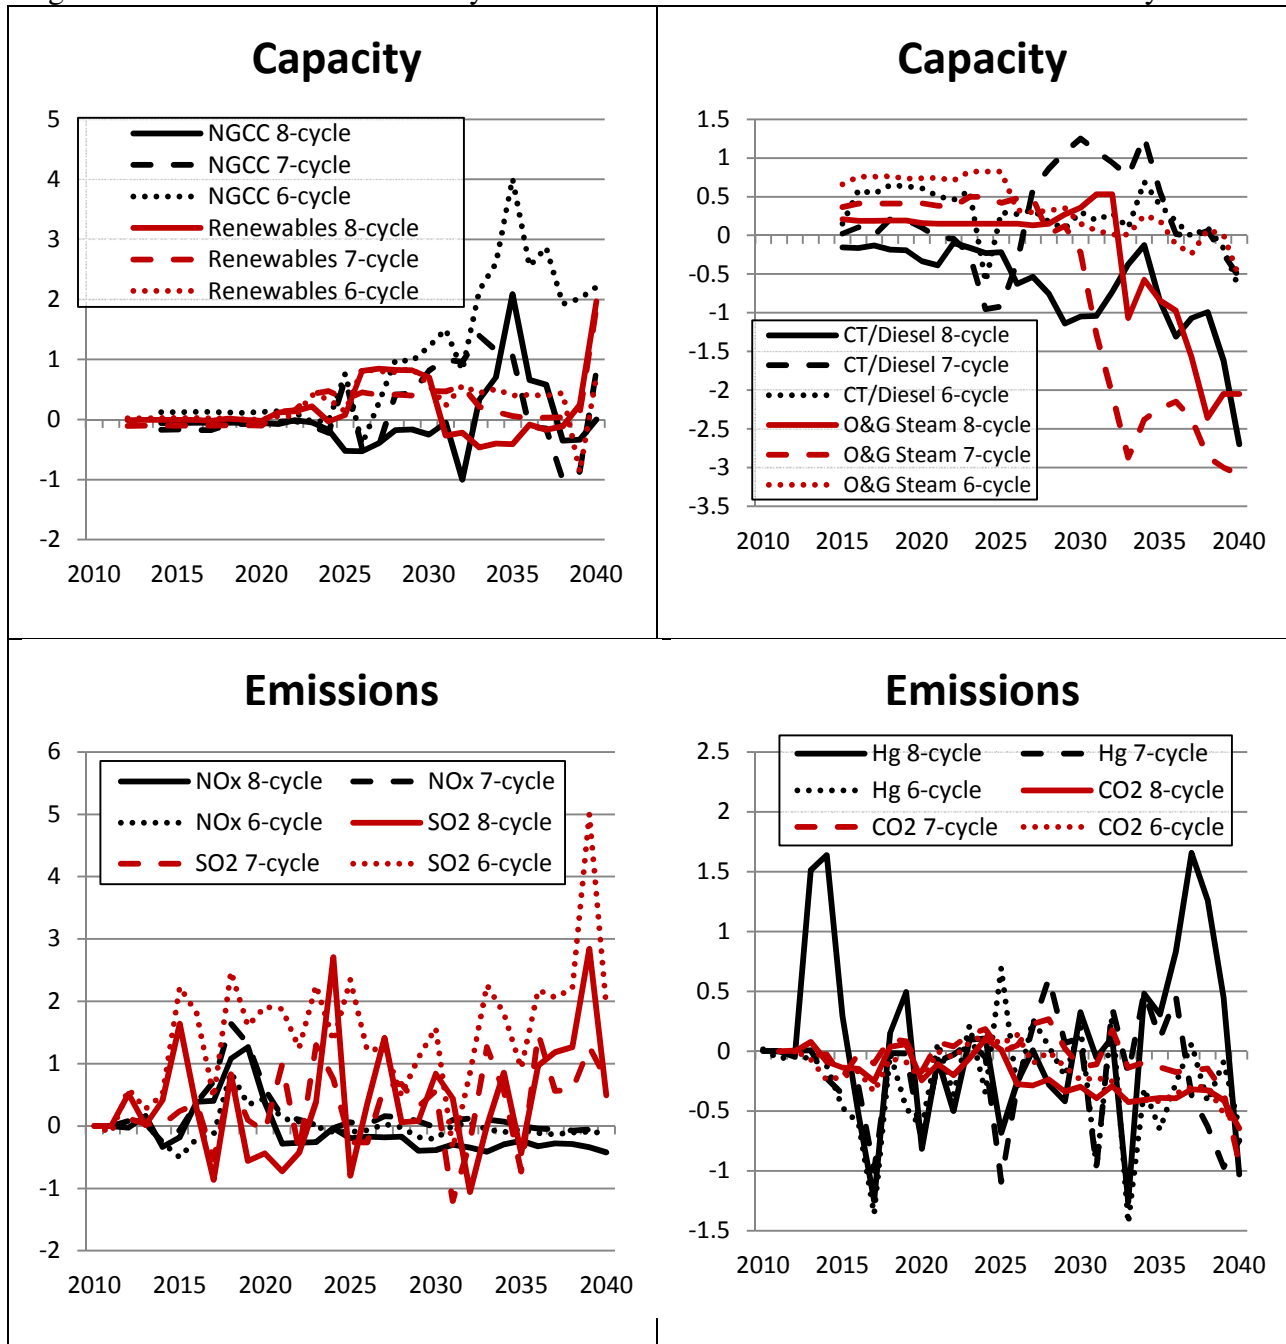 Capacity
5
4
3
2
1
0
-1
-2
NGCC 8-cycle
NGCC 7-cycle
NGCC 6-cycle
Renewables 8-cycle
Renewables 7-cycle
Renewables 6-cycle
2010 2015 2020 2025 2030 2035 2040
Capacity
1.5
1
0.5
0
-0.5
-1
-1.5
-2
-2.5
-3
-3.5
CT/Diesel 8-cycle
CT/Diesel 7-cycle
CT/Diesel 6-cycle
O&G Steam 8-cycle
O&G Steam 7-cycle
O&G Steam 6-cycle
2010 2015 2020 2025 2030 2035 2040
Emissions
6
5
4
3
2
1
0
-1
-2
NOx 8-cycle NOx 7-cycle
NOx 6-cycle SO2 8-cycle
SO2 7-cycle SO2 6-cycle
2010 2015 2020 2025 2030 2035 2040
Emissions
2.5
2
1.5
1
0.5
0
-0.5
-1
-1.5
Hg 8-cycle Hg 7-cycle
Hg 6-cycle CO2 8-cycle
CO2 7-cycle CO2 6-cycle
2010 2015 2020 2025 2030 2035 2040